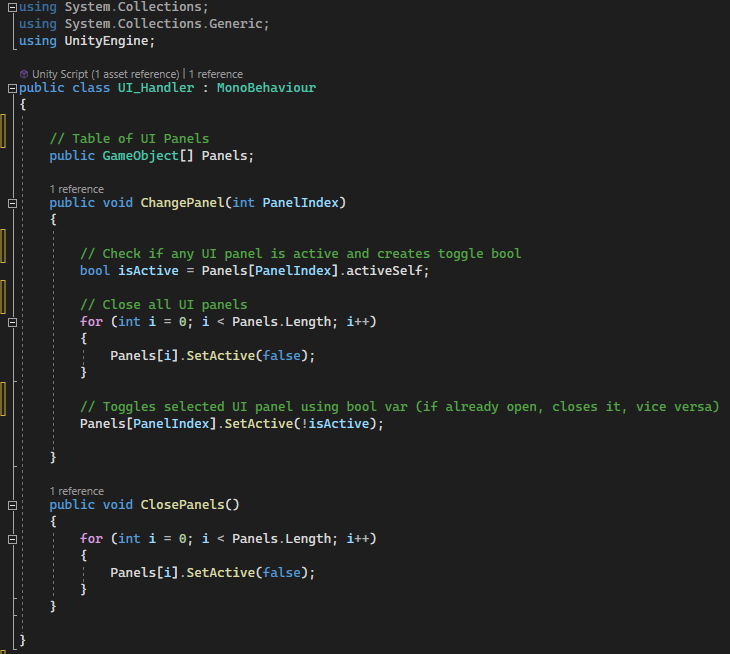 using System.Collections;
using System.Collections.Generic;
using UnityEngine;
Unity Script (1 asset reference) | 1 reference
public class UI_Handler : MonoBehaviour
{
// Table of UI Panels
public GameObject[] Panels;
1 reference
public void ChangePanel(int PanelIndex)
{
// Check if any UI panel is active and creates toggle bool
bool isActive = Panels[PanelIndex].activeSelf;
// Close all UI panels
for (int i = 0; i < Panels.Length; i++)
{
Panels[i].SetActive(false);
}
// Toggles selected UI panel using bool var (if already open, closes it, vice versa)
Panels[PanelIndex].SetActive(!isActive);
}
1 reference
public void ClosePanels()
{
for (int i = 0; i < Panels.Length; i++)
{
Panels[i].SetActive(false);
}
}
}